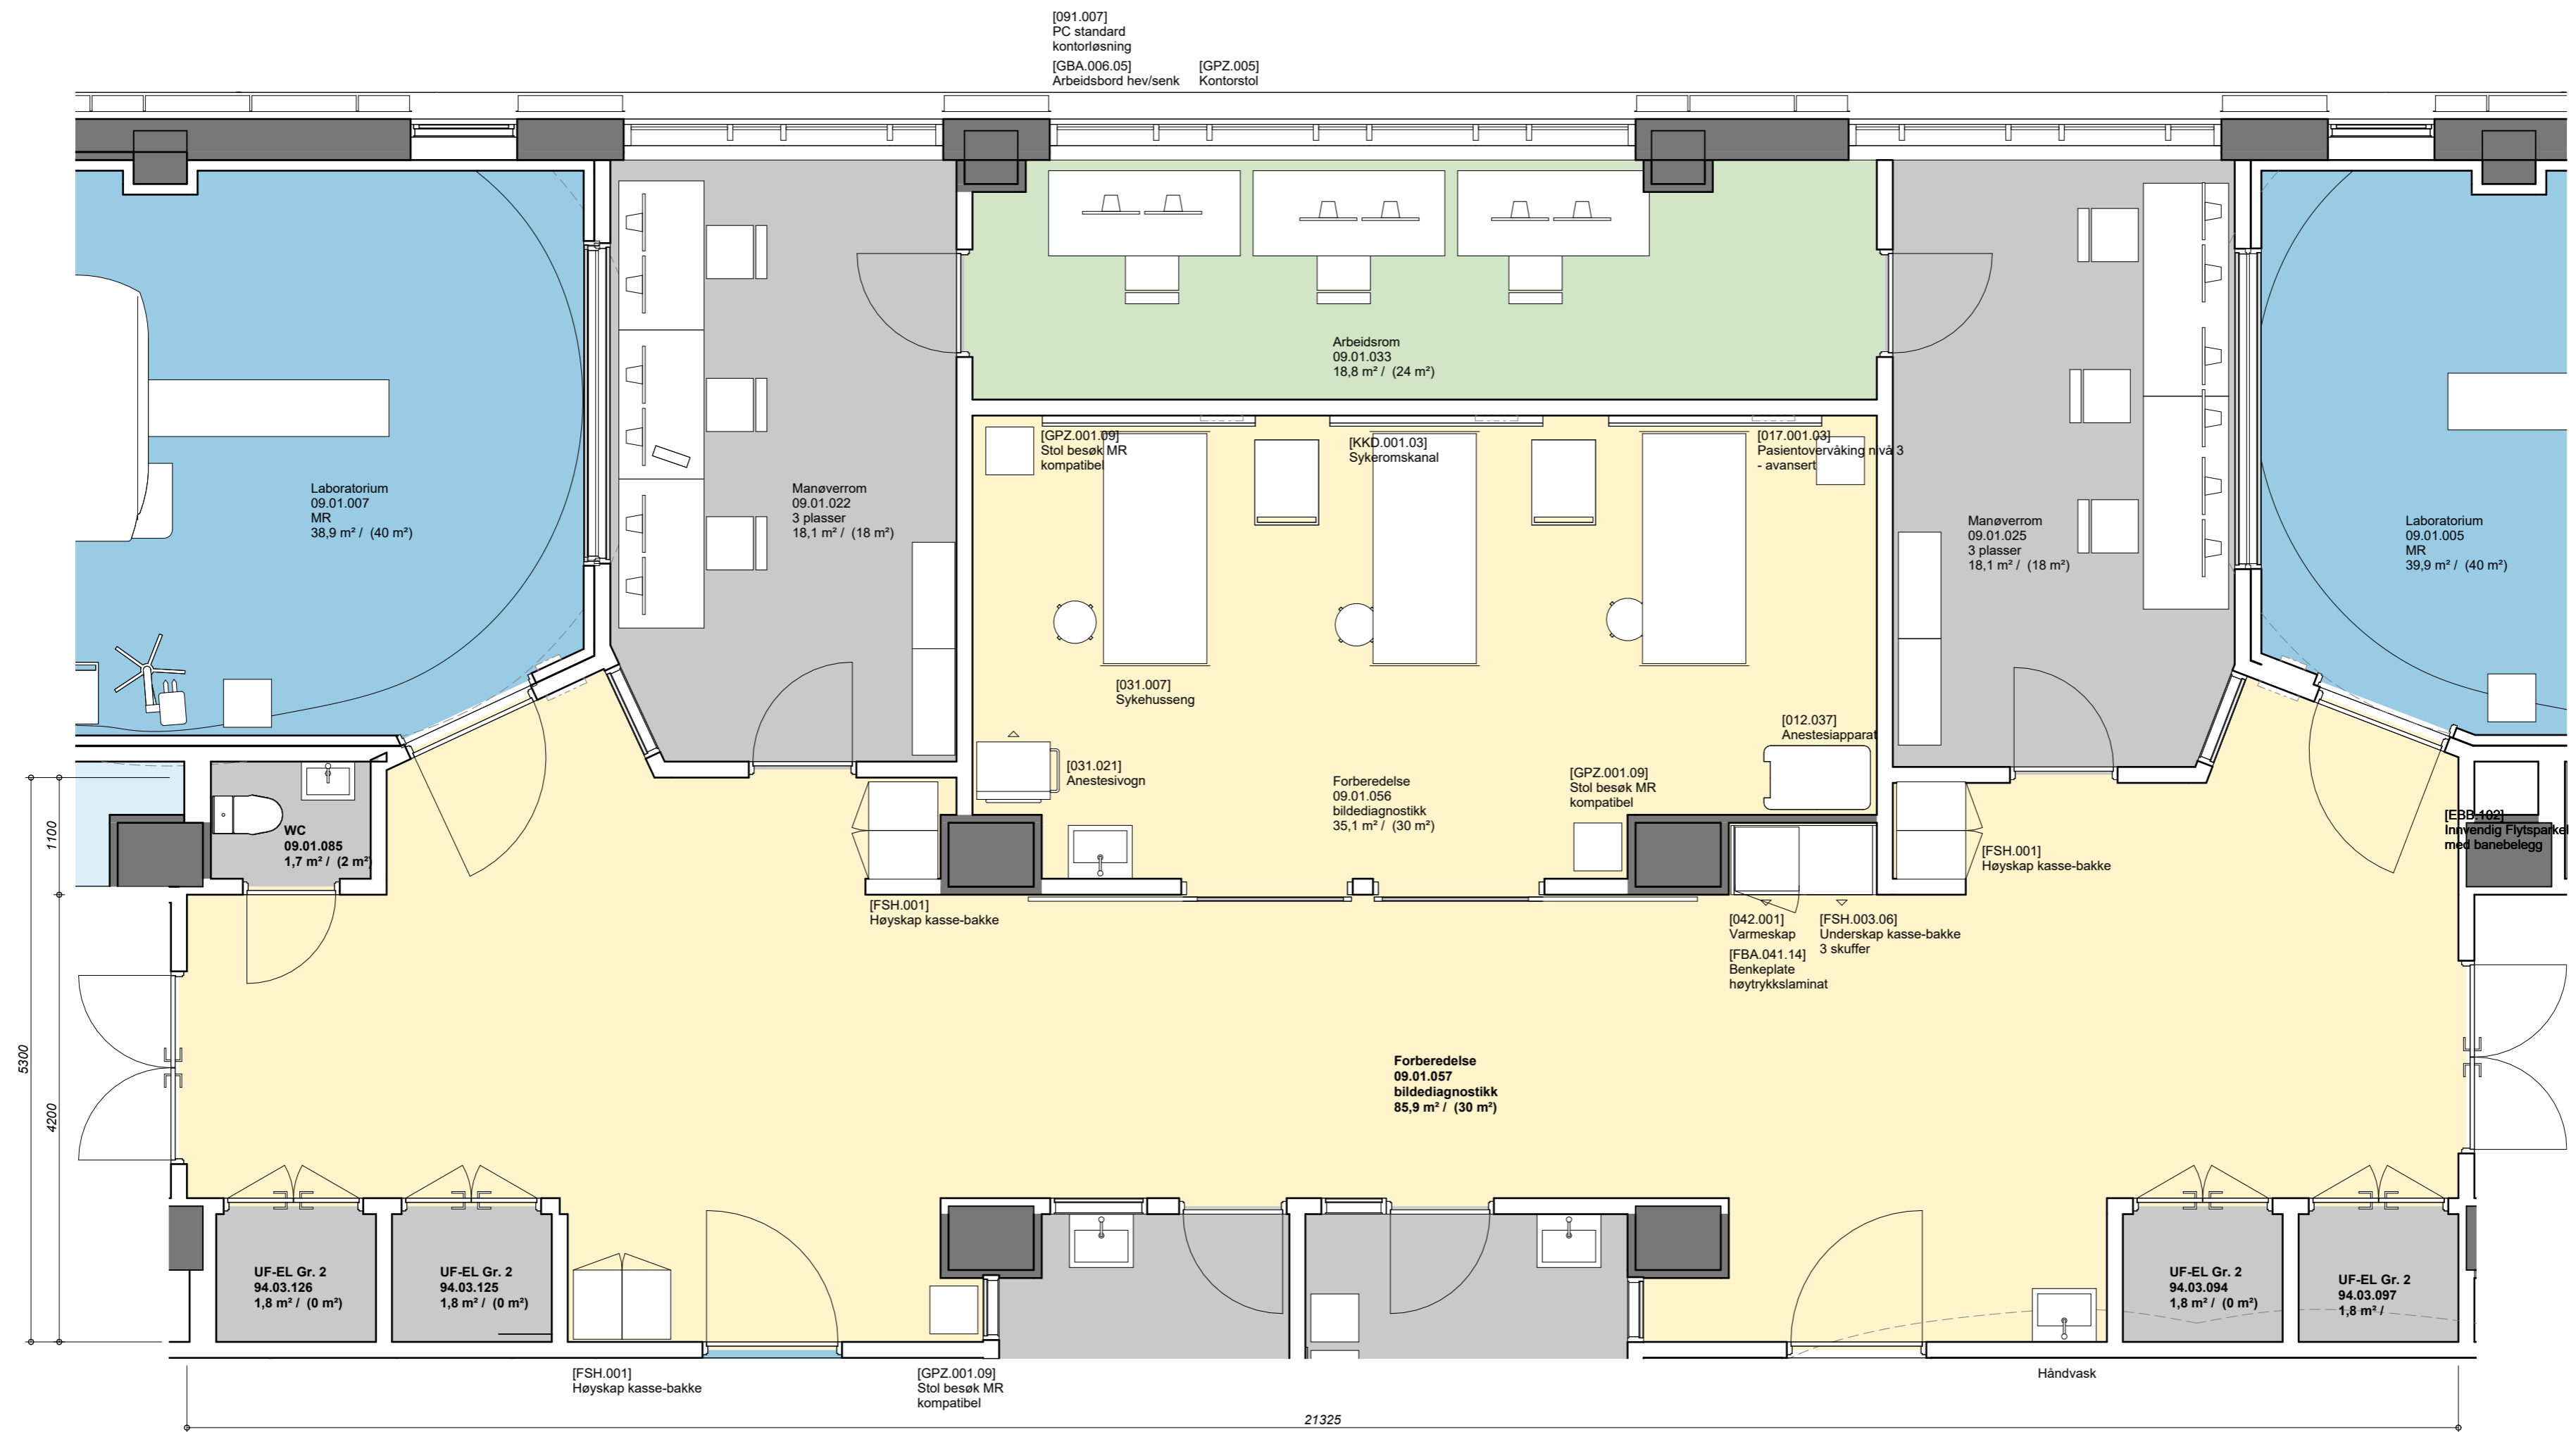 [091.007]
PC standard
kontorløsning
[GBA.006.05]
Arbeidsbord hev/senk
[GPZ.005]
Kontorstol
Arbeidsrom
09.01.033
18,8 m² / (24 m²)
[GPZ.001.09]
Stol besøk MR
kompatibel
[KKD.001.03]
Sykeromskanal
[017.001.03]
Pasientovervåking nivå 3
- avansert
Laboratorium
09.01.007
MR
38,9 m² / (40 m²)
Manøverrom
09.01.022
3 plasser
18,1 m² / (18 m²)
Manøverrom
09.01.025
3 plasser
18,1 m² / (18 m²)
Laboratorium
09.01.005
MR
39,9 m² / (40 m²)
[031.007]
Sykehusseng
[012.037]
Anestesiapparat
[031.021]
Anestesivogn
Forberedelse
09.01.056
bildediagnostikk
35,1 m² / (30 m²)
[GPZ.001.09]
Stol besøk MR
kompatibel
WC
09.01.085
1,7 m² / (2 m²)
[EBB.102]
Innvendig Flytsparkel
med banebelegg
[FSH.001]
Høyskap kasse-bakke
[FSH.001]
Høyskap kasse-bakke
[042.001]
Varmeskap
[FSH.003.06]
Underskap kasse-bakke
3 skuffer
[FBA.041.14]
Benkeplate
høytrykkslaminat
1100
5300
4200
Forberedelse
09.01.057
bildediagnostikk
85,9 m² / (30 m²)
UF-EL Gr. 2
94.03.126
1,8 m² / (0 m²)
UF-EL Gr. 2
94.03.125
1,8 m² / (0 m²)
UF-EL Gr. 2
94.03.094
1,8 m² / (0 m²)
UF-EL Gr. 2
94.03.097
1,8 m² /
[FSH.001]
Høyskap kasse-bakke
[GPZ.001.09]
Stol besøk MR
kompatibel
Håndvask
21325